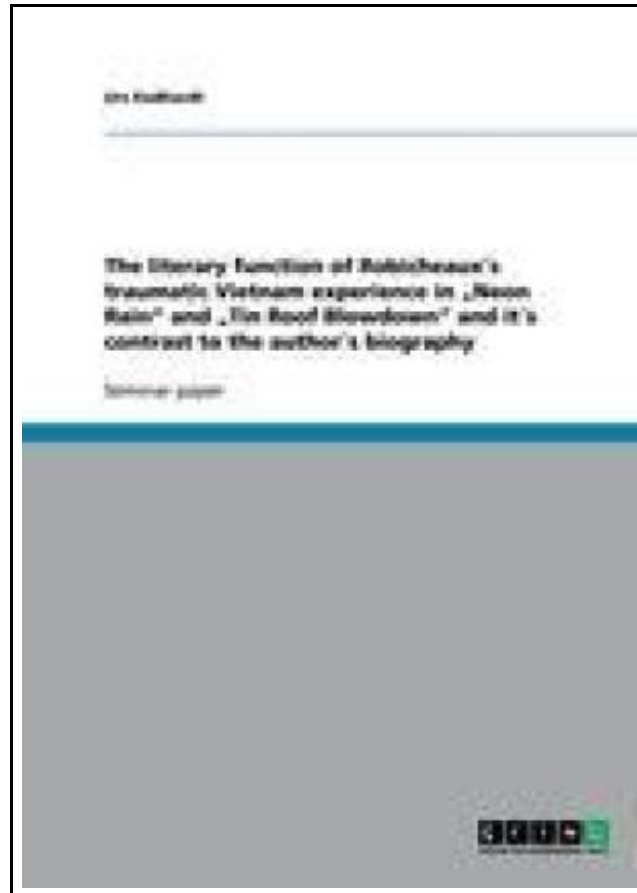 The literary function of Robicheaux´s
traumatic Vietnam experience in „Neon
Rain“ and „Tin Roof Blowdown“ and it´s
contrast to the author´s biography
Seminar paper
GRIN